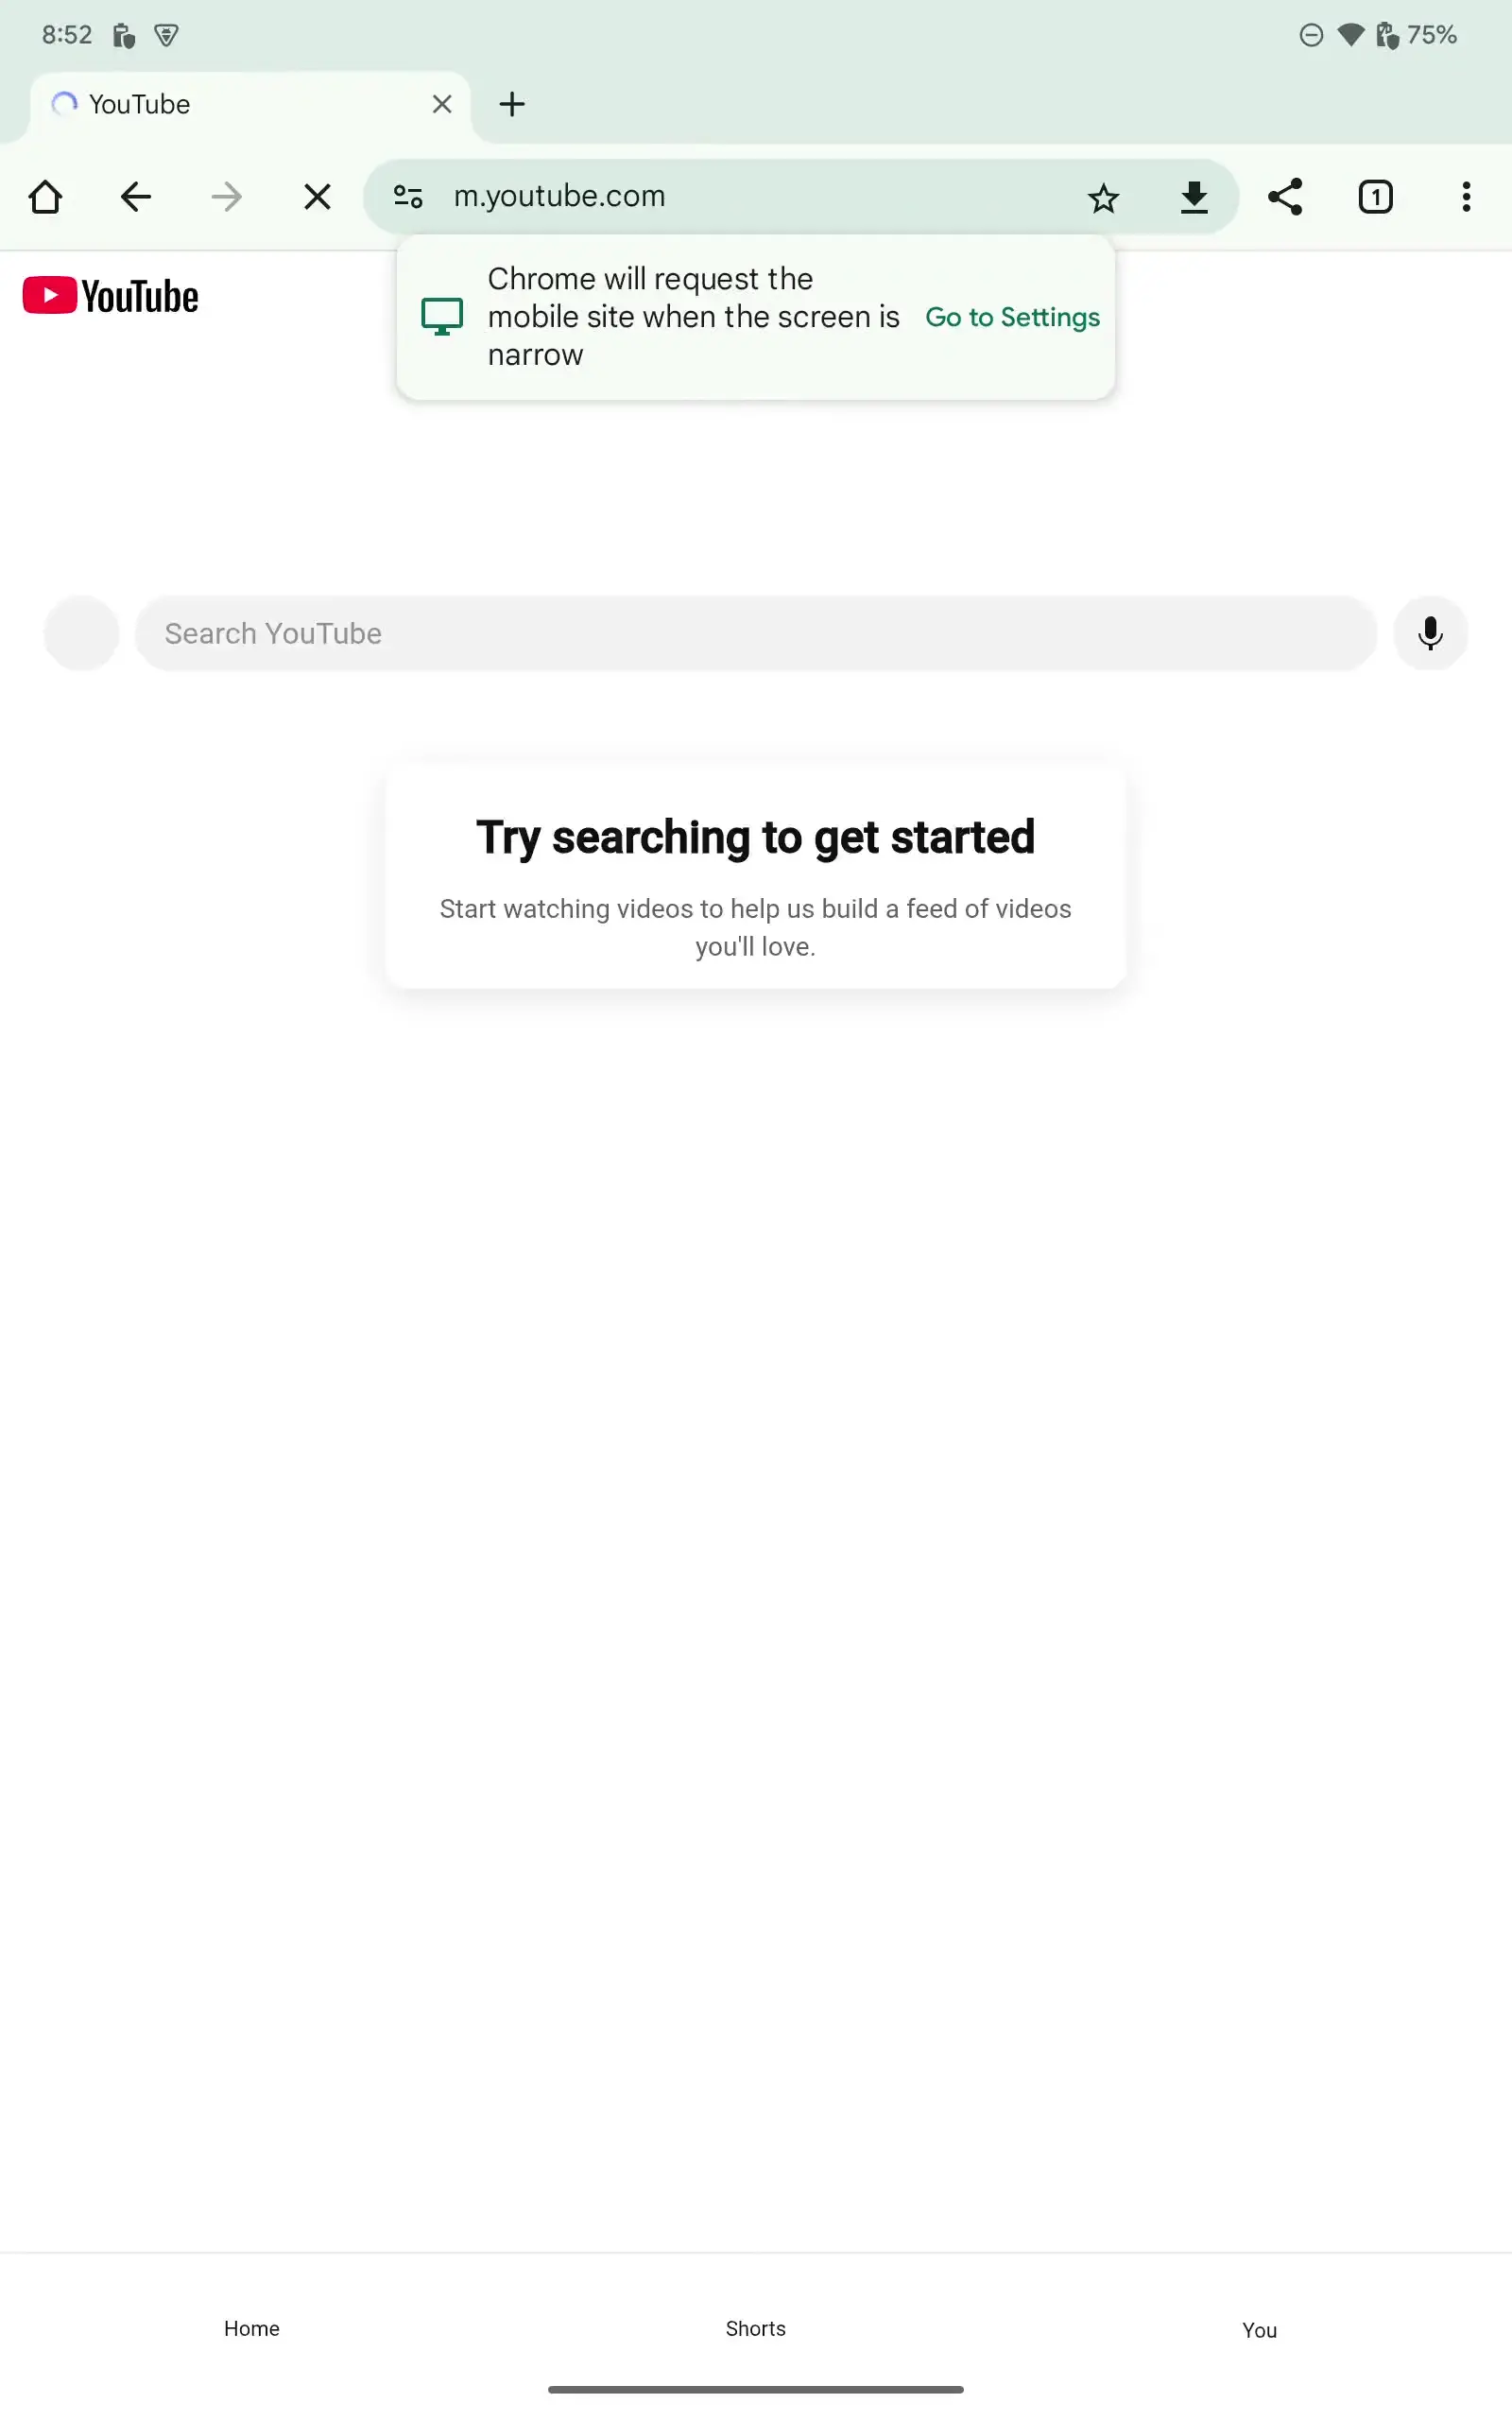 8:52
75%
YouTube
m.youtube.com
1
YouTube
Chrome will request the
mobile site when the screen is
narrow
Go to Settings
Search YouTube
Try searching to get started
Start watching videos to help us build a feed of videos
you'll love.
Home
Shorts
You